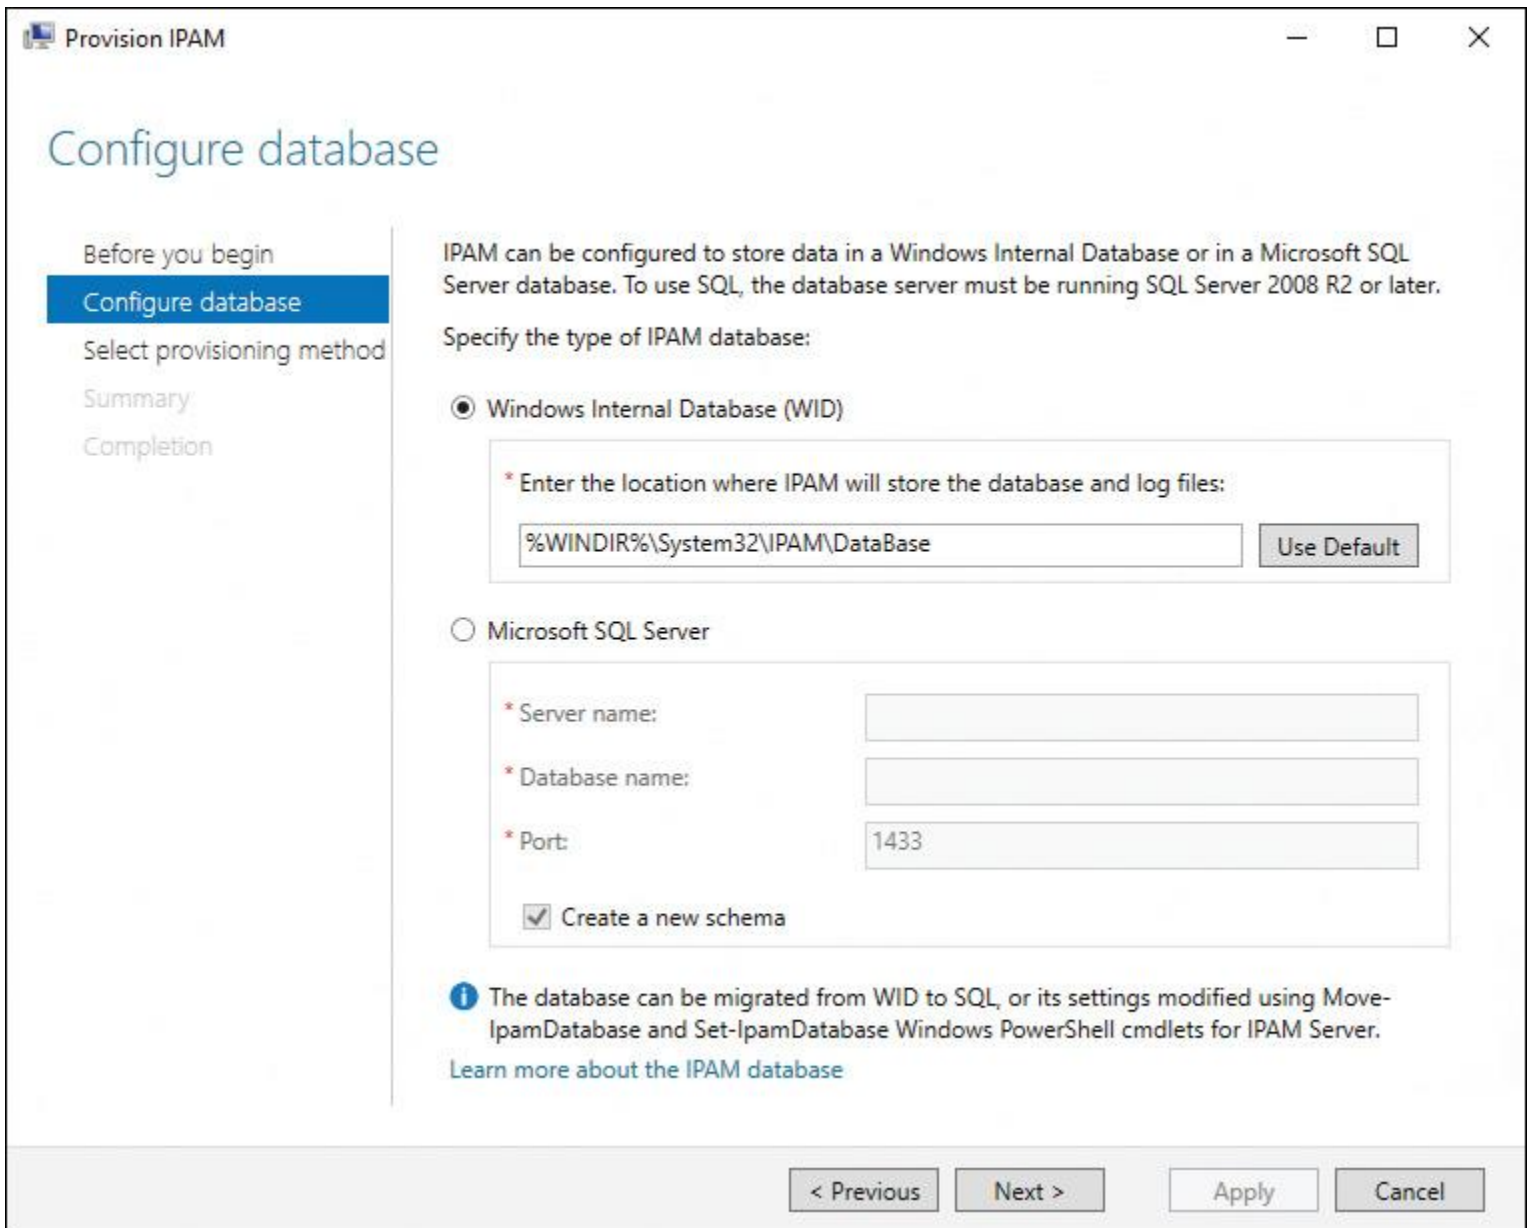 Provision IPAM
Configure database
Before you begin
Configure database
Select provisioning method
Summary
Completion
IPAM can be configured to store data in a Windows Internal Database or in a Microsoft SQL
Server database. To use SQL, the database server must be running SQL Server 2008 R2 or later.
Specify the type of IPAM database:
Windows Internal Database (WID)
* Enter the location where IPAM will store the database and log files:
%WINDIR%\System32\IPAM\DataBase
Use Default
Microsoft SQL Server
* Server name:
* Database name:
* Port:
1433
Create a new schema
The database can be migrated from WID to SQL, or its settings modified using Move-
IpamDatabase and Set-IpamDatabase Windows PowerShell cmdlets for IPAM Server.
Learn more about the IPAM database
< Previous
Next >
Apply
Cancel